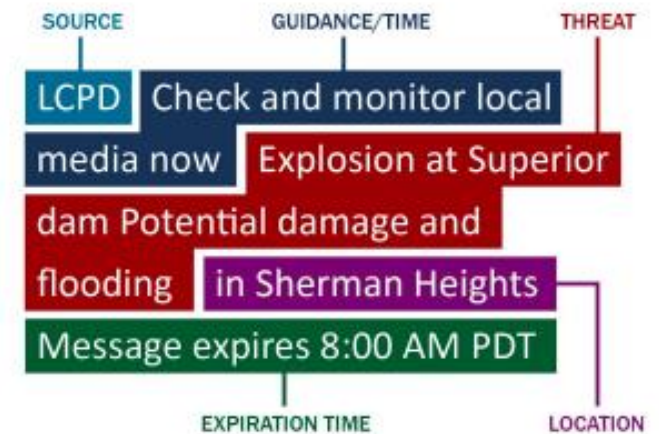 SOURCE GUIDANCE/TIME THREAT
LCPD Check and monitor local
media now Explosion at Superior
dam Potential damage and
flooding in Sherman Heights
Message expires 8:00 AM PDT
EXPIRATION TIME LOCATION